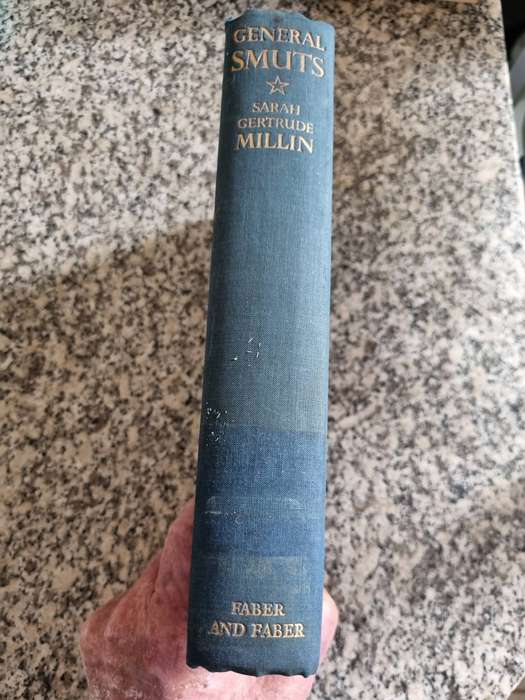 GENERAL
SMUTS
SARAH
GERTRUDE
MILLIN
FABER
AND FABER